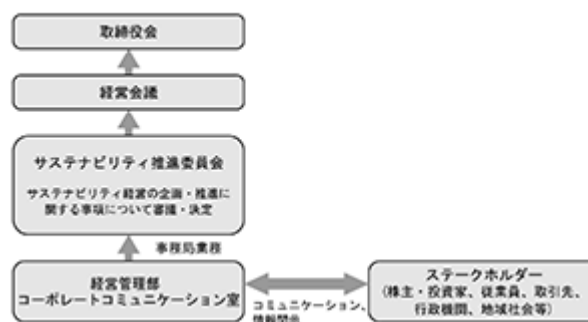 取締役会
経営会議
サステナビリティ推進委員会
サステナビリティ経営の企画・推進に
関する事項について審議・決定
事務局業務
経営管理部
コーポレートコミュニケーション室
コミュニケーション、
情報開示
ステークホルダー
(株主・投資家、従業員、取引先、
行政機関、地域社会等)